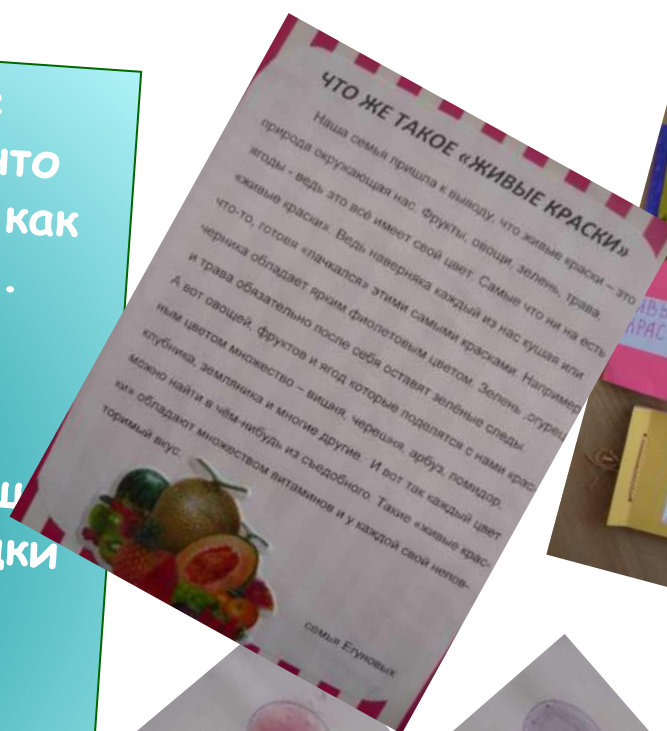 что
как
.
ш
дки
ЧТО ЖЕ ТАКОЕ «ЖИВЫЕ КРАСКИ»
Наша семья пришла к выводу, что живые краски – это
природа окружающая нас. Фрукты, овощи, зелень, трава,
ягоды - ведь это всё имеет свой цвет. Самые что ни на есть
«живые краски». Ведь наверняка каждый из нас кушая или
что-то, готовя «пачкался» этими самыми красками. Например
черника обладает ярким фиолетовым цветом. Зелень ,огурец
и трава обязательно после себя оставят зелёные следы.
А вот овощей, фруктов и ягод которые поделятся с нами крас-
ным цветом множество – вишня, черешня, арбуз, помидор,
клубника, земляника и многие другие. И вот так каждый цвет
можно найти в чём-нибудь из съедобного. Такие «живые крас-
ки» обладают множеством витаминов и у каждой свой непов-
торимый вкус.
семья Егуновых